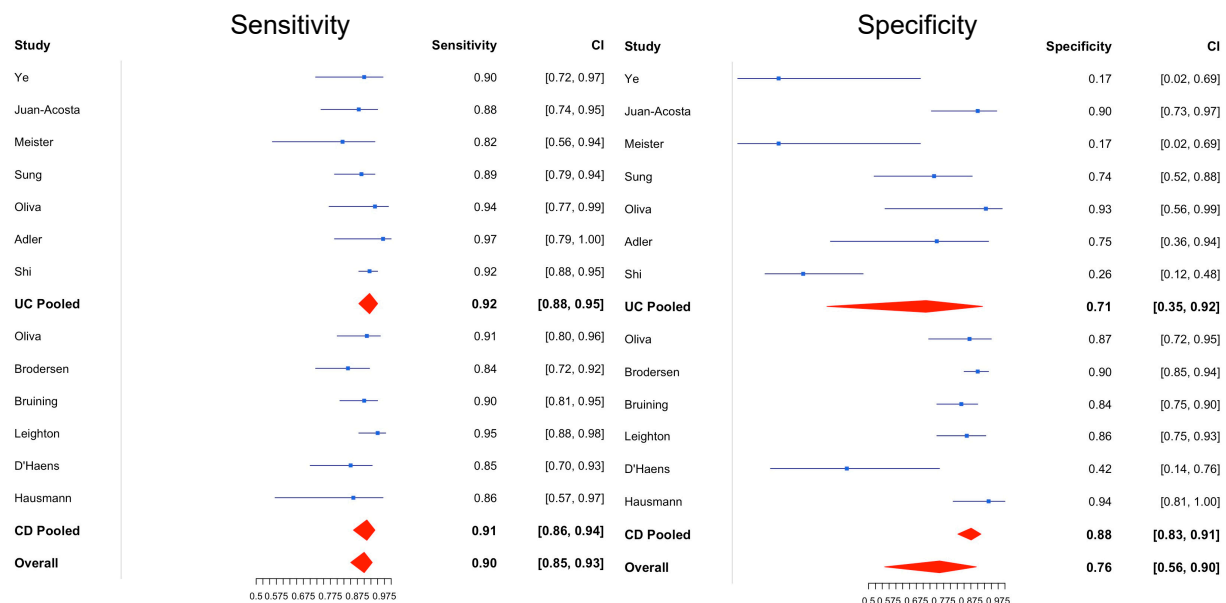 Sensitivity
Study Sensitivity CI
Ye 0.90 [0.72, 0.97]
Juan-Acosta 0.88 [0.74, 0.95]
Meister 0.82 [0.56, 0.94]
Sung 0.89 [0.79, 0.94]
Oliva 0.94 [0.77, 0.99]
Adler 0.97 [0.79, 1.00]
Shi 0.92 [0.88, 0.95]
UC Pooled 0.92 [0.88, 0.95]
Oliva 0.91 [0.80, 0.96]
Brodersen 0.84 [0.72, 0.92]
Bruining 0.90 [0.81, 0.95]
Leighton 0.95 [0.88, 0.98]
D'Haens 0.85 [0.70, 0.93]
Hausmann 0.86 [0.57, 0.97]
CD Pooled 0.91 [0.86, 0.94]
Overall 0.90 [0.85, 0.93]
0.5 0.575 0.675 0.775 0.875 0.975
Specificity
Study Specificity CI
Ye 0.17 [0.02, 0.69]
Juan-Acosta 0.90 [0.73, 0.97]
Meister 0.17 [0.02, 0.69]
Sung 0.74 [0.52, 0.88]
Oliva 0.93 [0.56, 0.99]
Adler 0.75 [0.36, 0.94]
Shi 0.26 [0.12, 0.48]
UC Pooled 0.71 [0.35, 0.92]
Oliva 0.87 [0.72, 0.95]
Brodersen 0.90 [0.85, 0.94]
Bruining 0.84 [0.75, 0.90]
Leighton 0.86 [0.75, 0.93]
D'Haens 0.42 [0.14, 0.76]
Hausmann 0.94 [0.81, 1.00]
CD Pooled 0.88 [0.83, 0.91]
Overall 0.76 [0.56, 0.90]
0.5 0.575 0.675 0.775 0.875 0.975